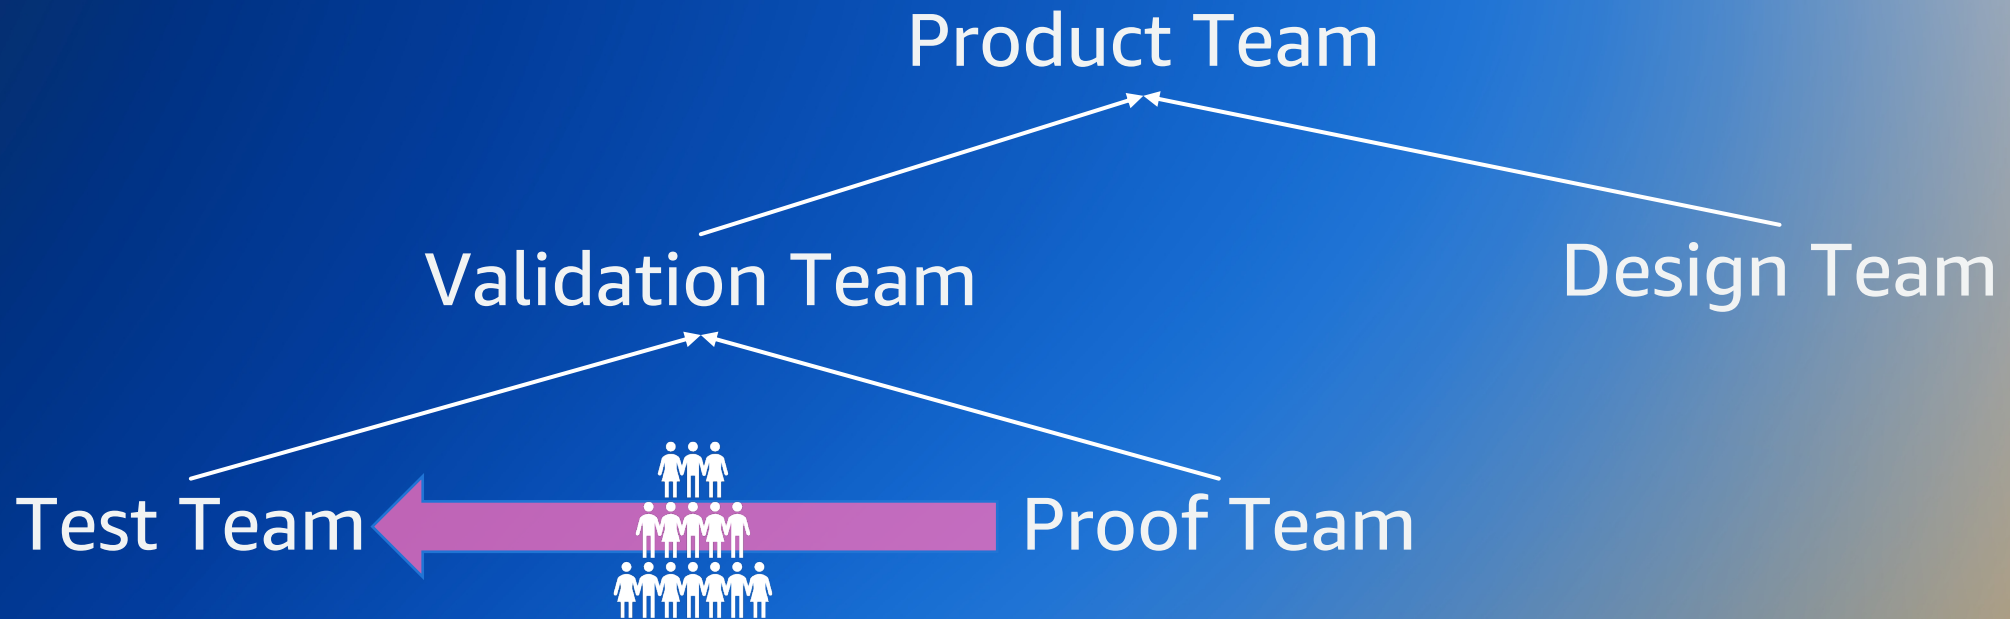 Product Team
Validation Team
Design Team
Test Team
Proof Team